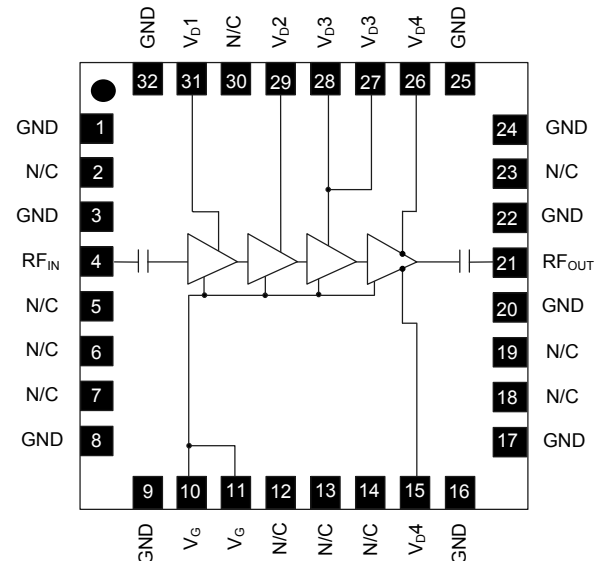 GND V_D1 N/C V_D2 V_D3 V_D3 V_D4 GND
32 31 30 29 28 27 26 25
GND 1
N/C 2
GND 3
RF_IN 4
N/C 5
N/C 6
N/C 7
GND 8
24 GND
23 N/C
22 GND
21 RF_OUT
20 GND
19 N/C
18 N/C
17 GND
9 10 11 12 13 14 15 16
GND V_G V_G N/C N/C N/C V_D4 GND